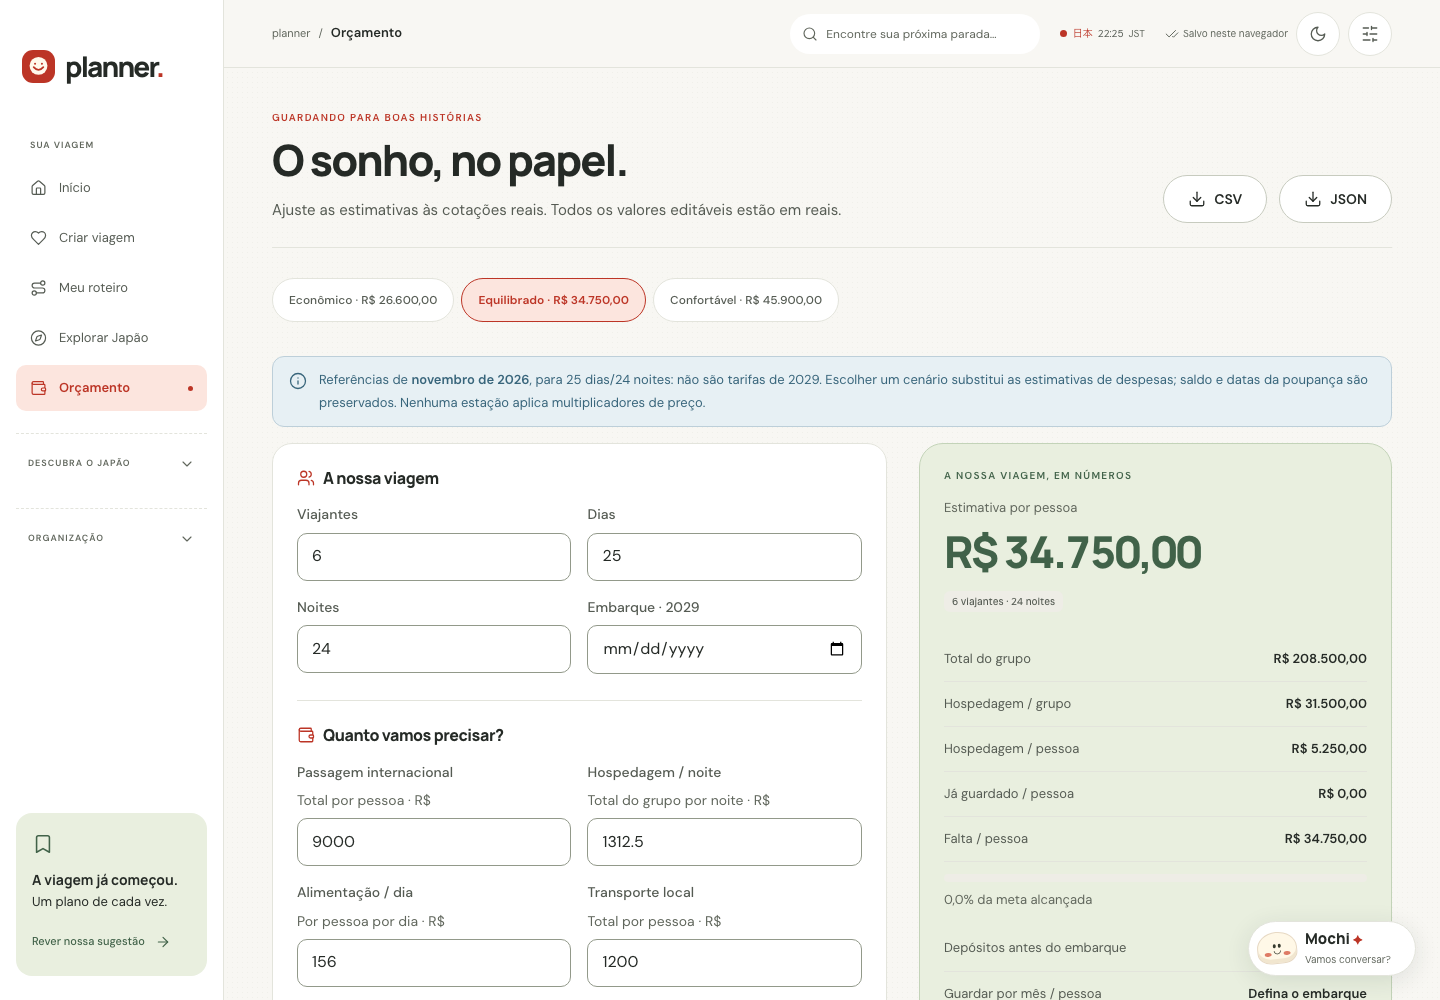 planner.
SUA VIAGEM
Início
Criar viagem
Meu roteiro
Explorar Japão
Orçamento
DESCUBRA O JAPÃO
ORGANIZAÇÃO
A viagem já começou.
Um plano de cada vez.
Rever nossa sugestão
planner / Orçamento
Encontre sua próxima parada...
日本 22:25 JST
Salvo neste navegador
GUARDANDO PARA BOAS HISTÓRIAS
O sonho, no papel.
Ajuste as estimativas às cotações reais. Todos os valores editáveis estão em reais.
CSV
JSON
Econômico · R$ 26.600,00
Equilibrado · R$ 34.750,00
Confortável · R$ 45.900,00
Referências de novembro de 2026, para 25 dias/24 noites: não são tarifas de 2029. Escolher um cenário substitui as estimativas de despesas; saldo e datas da poupança são
preservados. Nenhuma estação aplica multiplicadores de preço.
A nossa viagem
Viajantes
Dias
6
25
Noites
Embarque · 2029
24
mm/dd/yyyy
Quanto vamos precisar?
Passagem internacional
Hospedagem / noite
Total por pessoa · R$
Total do grupo por noite · R$
9000
1312.5
Alimentação / dia
Transporte local
Por pessoa por dia · R$
Total por pessoa · R$
156
1200
A NOSSA VIAGEM, EM NÚMEROS
Estimativa por pessoa
R$ 34.750,00
6 viajantes · 24 noites
Total do grupo R$ 208.500,00
Hospedagem / grupo R$ 31.500,00
Hospedagem / pessoa R$ 5.250,00
Já guardado / pessoa R$ 0,00
Falta / pessoa R$ 34.750,00
0,0% da meta alcançada
Depósitos antes do embarque
Guardar por mês / pessoa Defina o embarque
Mochi
Vamos conversar?